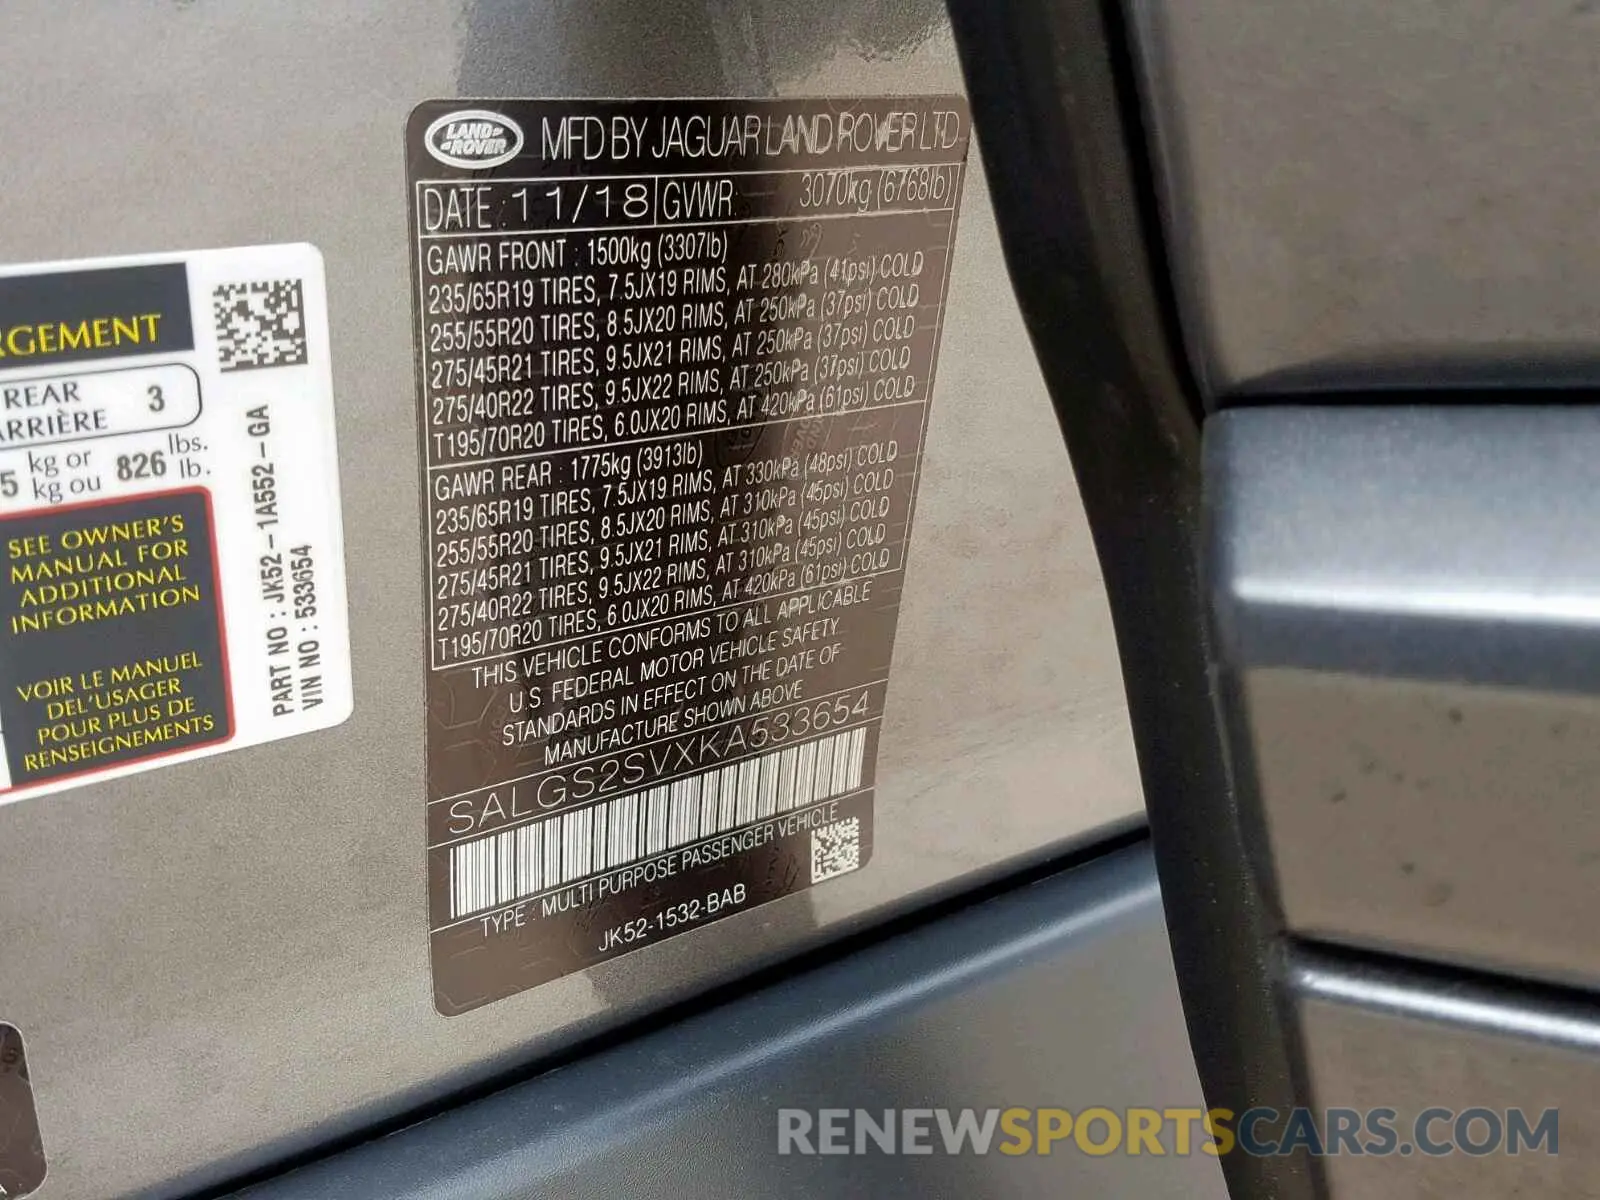 RGEMENT
REAR
ARRIÈRE 3
5 kg or kg ou 826 lbs. lb.
SEE OWNER'S
MANUAL FOR
ADDITIONAL
INFORMATION
VOIR LE MANUEL
DEL'USAGER
POUR PLUS DE
RENSEIGNEMENTS
PART NO : JK52-1A552-GA
VIN NO : 533654
LAND-
-ROVER
MFD BY JAGUAR LAND ROVER LTD
DATE : 11/18 GVWR: 3070kg (6768lb)
GAWR FRONT : 1500kg (3307lb)
235/65R19 TIRES, 7.5JX19 RIMS, AT 280kPa (41psi) COLD
255/55R20 TIRES, 8.5JX20 RIMS, AT 250kPa (37psi) COLD
275/45R21 TIRES, 9.5JX21 RIMS, AT 250kPa (37psi) COLD
275/40R22 TIRES, 9.5JX22 RIMS, AT 250kPa (37psi) COLD
T195/70R20 TIRES, 6.0JX20 RIMS, AT 420kPa (61psi) COLD
GAWR REAR : 1775kg (3913lb)
235/65R19 TIRES, 7.5JX19 RIMS, AT 330kPa (48psi) COLD
255/55R20 TIRES, 8.5JX20 RIMS, AT 310kPa (45psi) COLD
275/45R21 TIRES, 9.5JX21 RIMS, AT 310kPa (45psi) COLD
275/40R22 TIRES, 9.5JX22 RIMS, AT 310kPa (45psi) COLD
T195/70R20 TIRES, 6.0JX20 RIMS, AT 420kPa (61psi) COLD
THIS VEHICLE CONFORMS TO ALL APPLICABLE
U.S. FEDERAL MOTOR VEHICLE SAFETY
STANDARDS IN EFFECT ON THE DATE OF
MANUFACTURE SHOWN ABOVE
SALGS2SVXKA533654
TYPE : MULTI PURPOSE PASSENGER VEHICLE
JK52-1532-BAB
RENEWSPORTSCARS.COM